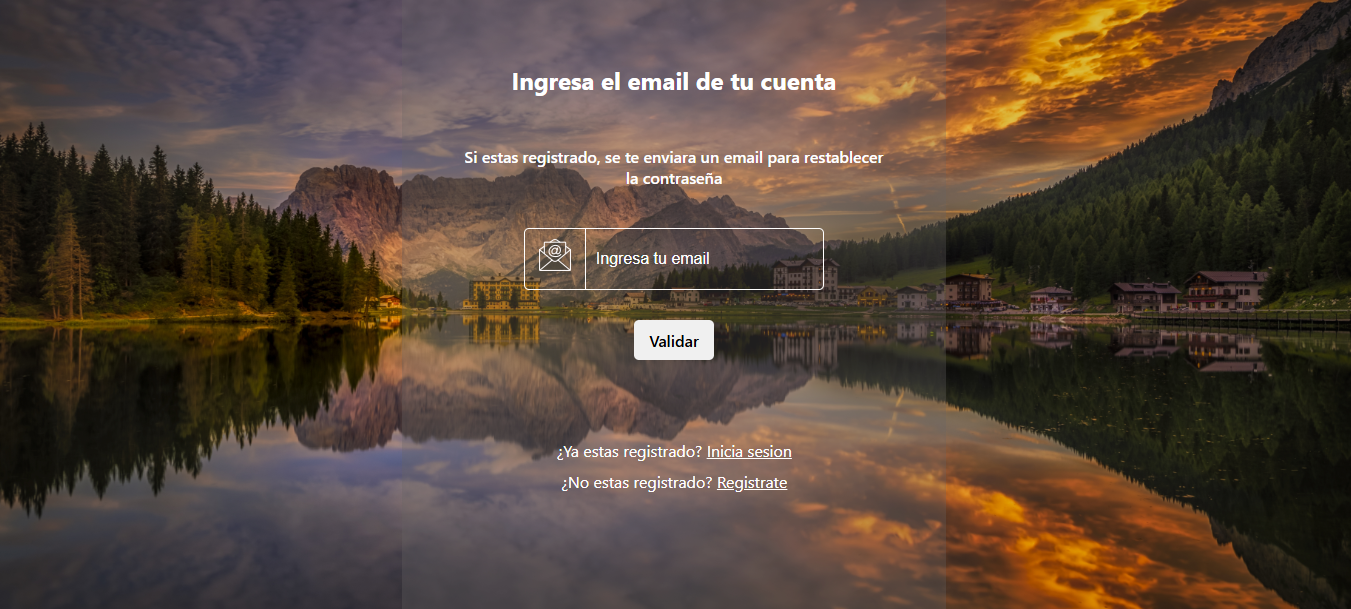 Ingresa el email de tu cuenta
Si estas registrado, se te enviara un email para restablecer
la contraseña
@
Ingresa tu email
Validar
¿Ya estas registrado? Inicia sesion
¿No estas registrado? Registrate